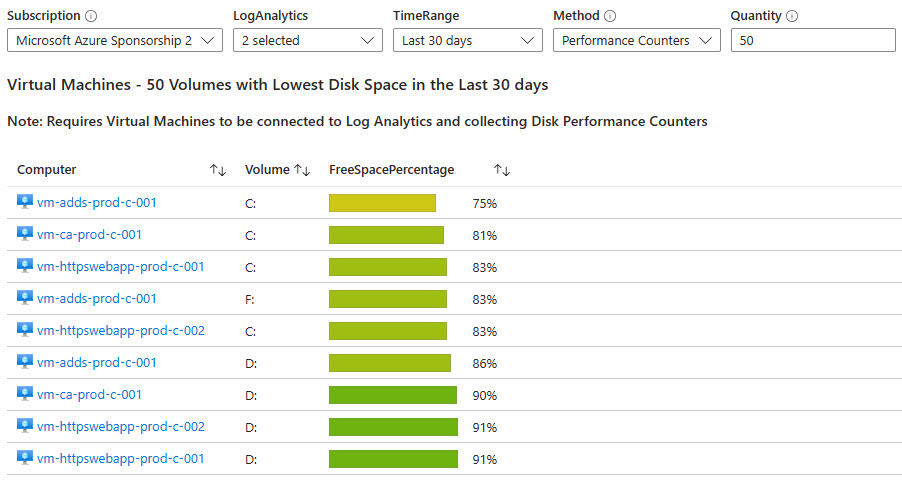 Subscription LogAnalytics TimeRange Method Quantity
Microsoft Azure Sponsorship 2 2 selected Last 30 days Performance Counters 50
Virtual Machines - 50 Volumes with Lowest Disk Space in the Last 30 days
Note: Requires Virtual Machines to be connected to Log Analytics and collecting Disk Performance Counters
Computer Volume FreeSpacePercentage
vm-adds-prod-c-001 C: 75%
vm-ca-prod-c-001 C: 81%
vm-httpswebapp-prod-c-001 C: 83%
vm-adds-prod-c-001 F: 83%
vm-httpswebapp-prod-c-002 C: 83%
vm-adds-prod-c-001 D: 86%
vm-ca-prod-c-001 D: 90%
vm-httpswebapp-prod-c-002 D: 91%
vm-httpswebapp-prod-c-001 D: 91%